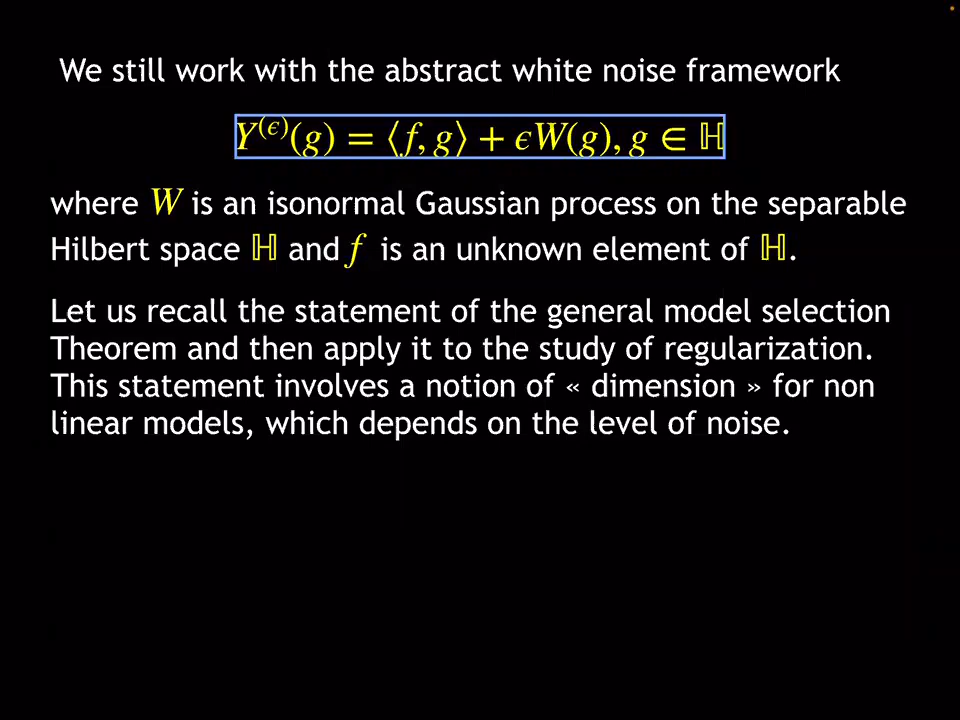 We still work with the abstract white noise framework
Y^(ϵ)(g) = ⟨f, g⟩ + ϵW(g), g ∈ ℍ
where W is an isonormal Gaussian process on the separable
Hilbert space ℍ and f is an unknown element of ℍ.
Let us recall the statement of the general model selection
Theorem and then apply it to the study of regularization.
This statement involves a notion of « dimension » for non
linear models, which depends on the level of noise.